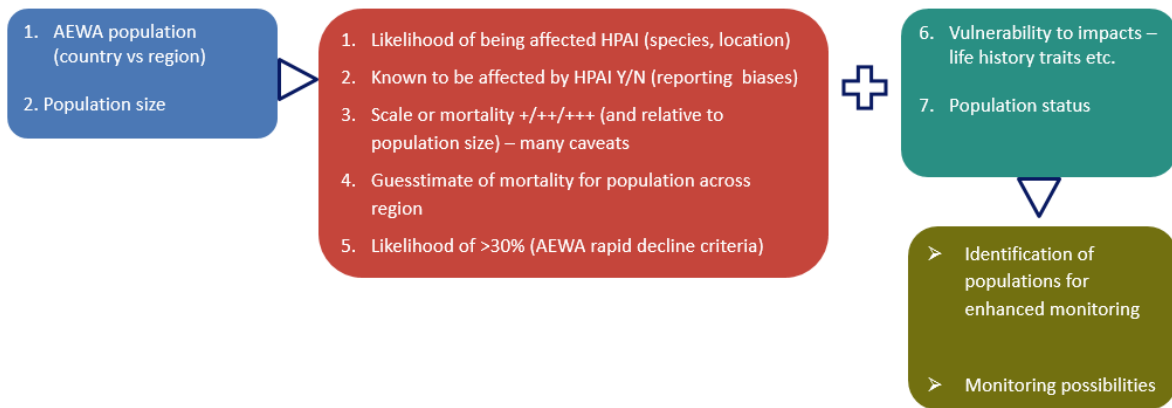 1. AEWA population
(country vs region)
2. Population size
1. Likelihood of being affected HPAI (species, location)
2. Known to be affected by HPAI Y/N (reporting biases)
3. Scale or mortality +/++/+++ (and relative to
population size) – many caveats
4. Guesstimate of mortality for population across
region
5. Likelihood of >30% (AEWA rapid decline criteria)
6. Vulnerability to impacts –
life history traits etc.
7. Population status
➢ Identification of
populations for
enhanced monitoring
➢ Monitoring possibilities